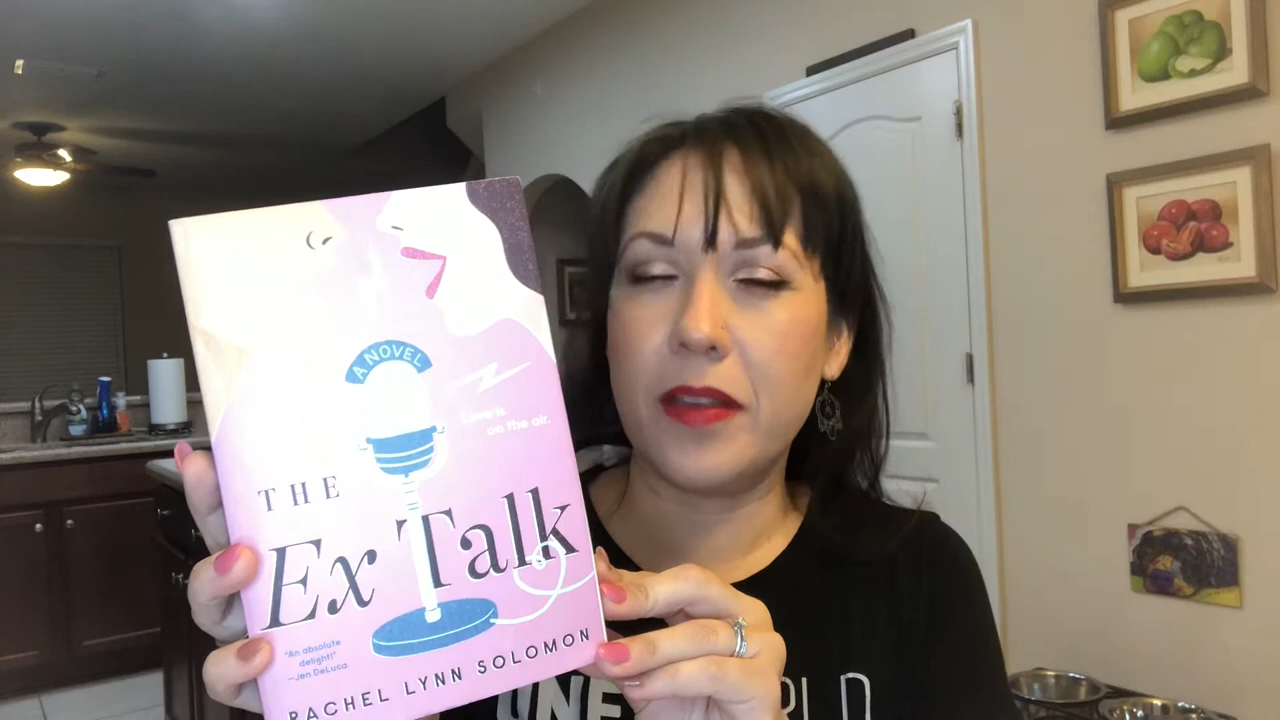 A NOVEL
Love is
on the air.
THE
Ex Talk
"An absolute
delight!"
—Jen DeLuca
RACHEL LYNN SOLOMON